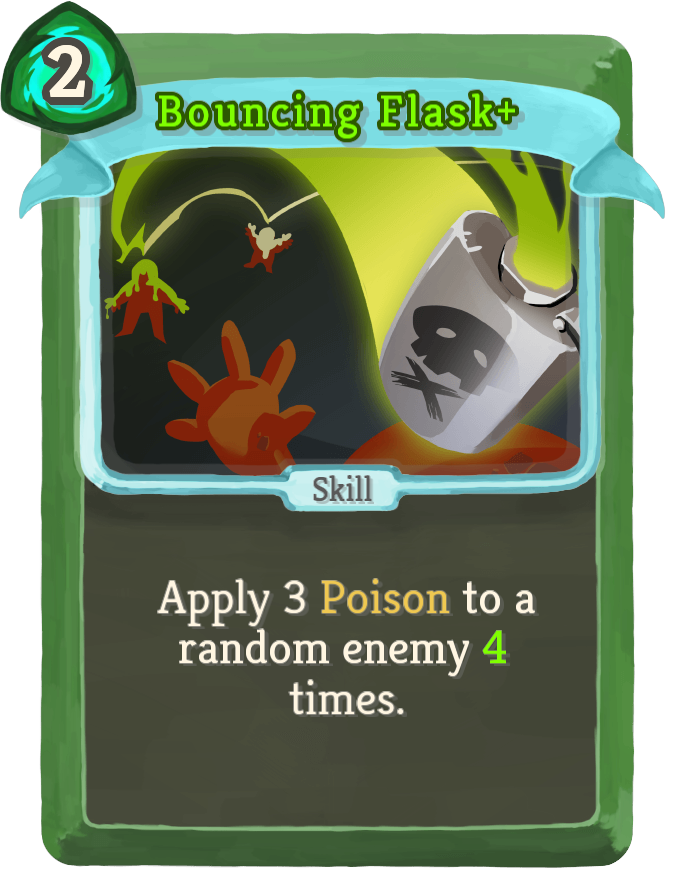 2
Bouncing Flask+
Skill
Apply 3 Poison to a
random enemy 4
times.